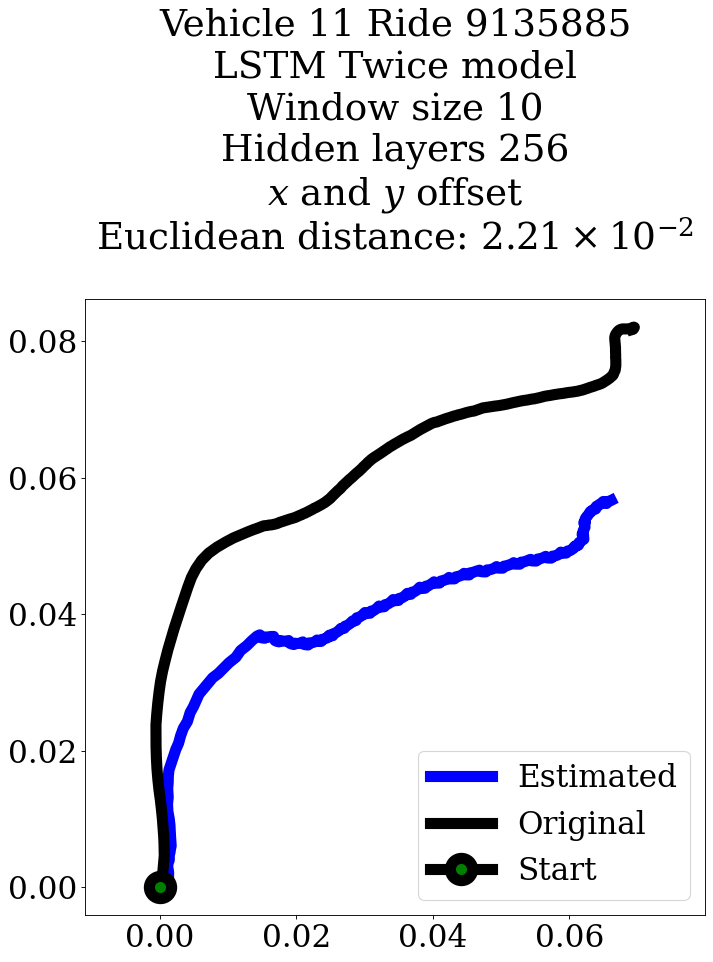 Vehicle 11 Ride 9135885
LSTM Twice model
Window size 10
Hidden layers 256
x and y offset
Euclidean distance: 2.21 × 10⁻²
0.08
0.06
0.04
0.02
0.00
Estimated
Original
Start
0.00 0.02 0.04 0.06